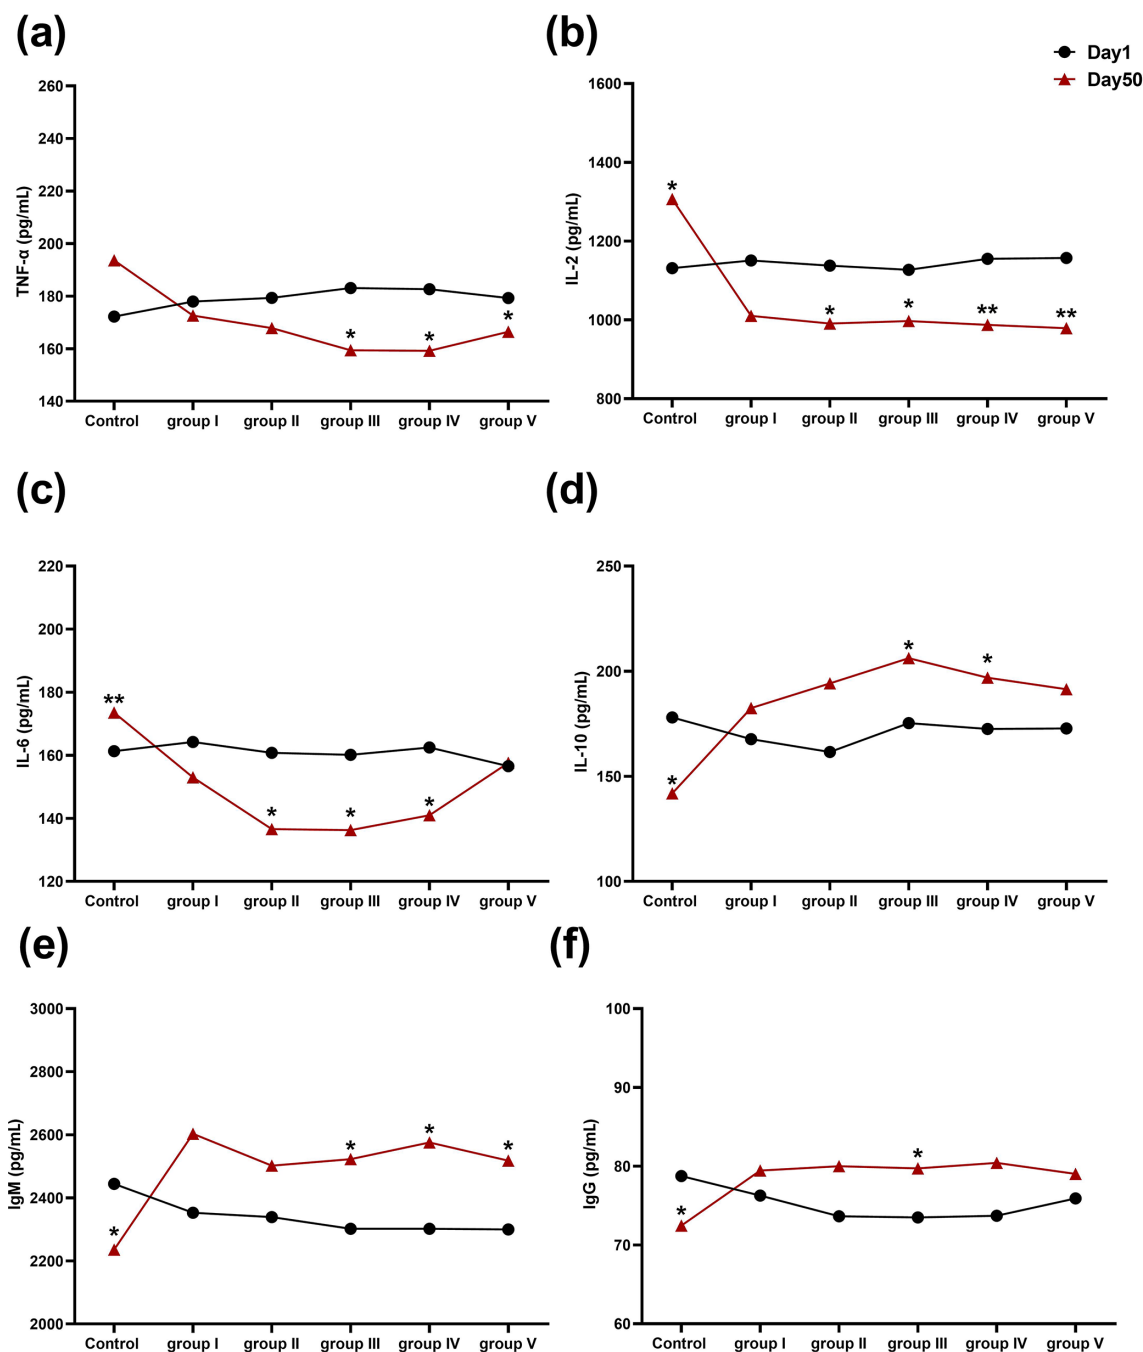 (a)
(b)
Day1
Day50
260
240
220
200
180
160
140
TNF-α (pg/mL)
*
*
*
Control group I group II group III group IV group V
1600
1400
1200
1000
800
IL-2 (pg/mL)
*
*
*
**
**
Control group I group II group III group IV group V
(c)
(d)
220
200
180
160
140
120
IL-6 (pg/mL)
**
*
*
*
Control group I group II group III group IV group V
250
200
150
100
IL-10 (pg/mL)
*
*
*
Control group I group II group III group IV group V
(e)
(f)
3000
2800
2600
2400
2200
2000
IgM (pg/mL)
*
*
*
*
Control group I group II group III group IV group V
100
90
80
70
60
IgG (pg/mL)
*
*
Control group I group II group III group IV group V